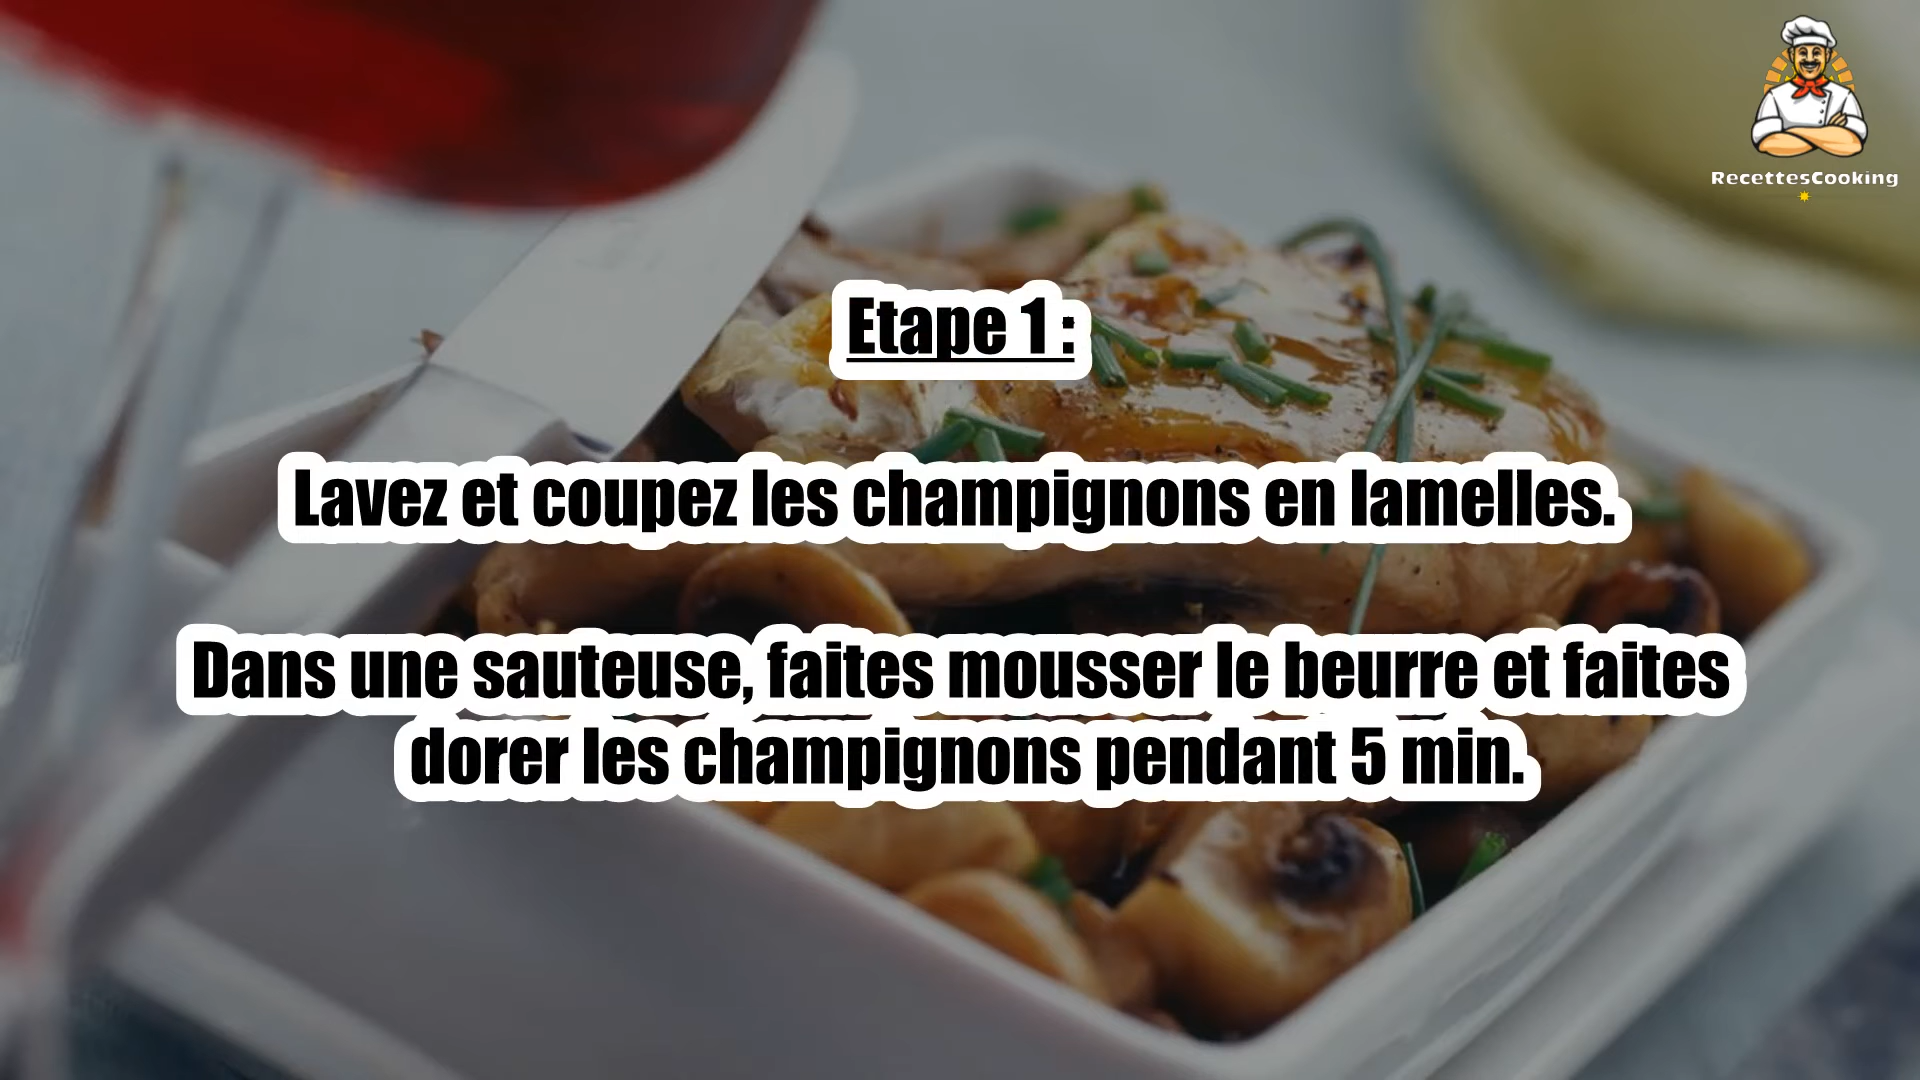 RecettesCooking
Etape 1 :
Lavez et coupez les champignons en lamelles.
Dans une sauteuse, faites mousser le beurre et faites
dorer les champignons pendant 5 min.